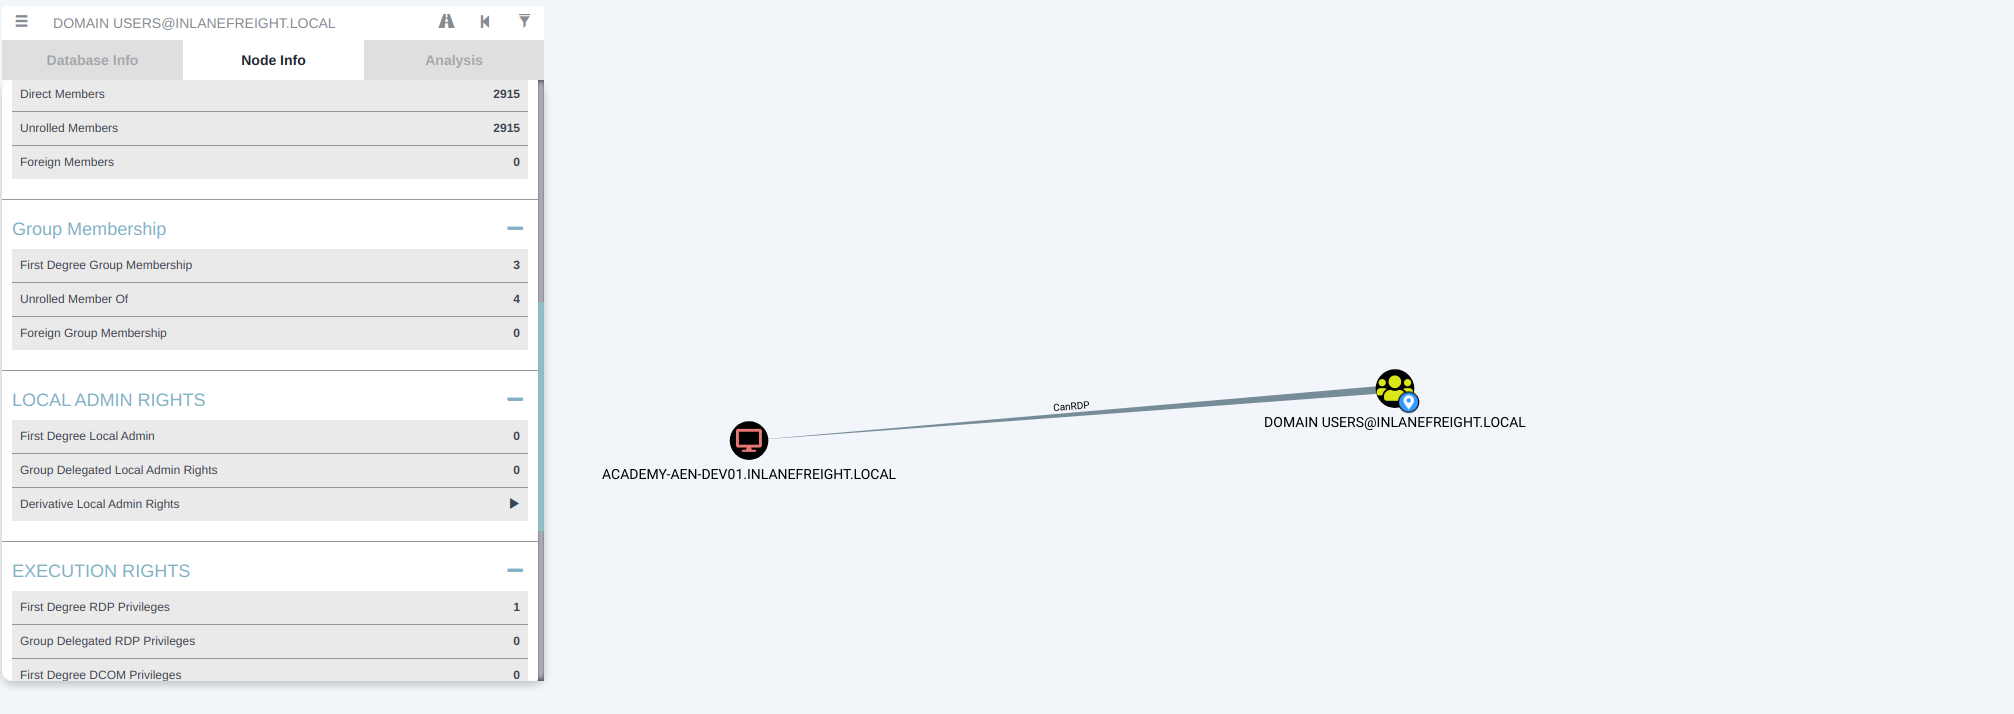 DOMAIN USERS@INLANEFREIGHT.LOCAL
Database Info Node Info Analysis
Direct Members 2915
Unrolled Members 2915
Foreign Members 0
Group Membership
First Degree Group Membership 3
Unrolled Member Of 4
Foreign Group Membership 0
LOCAL ADMIN RIGHTS
First Degree Local Admin 0
Group Delegated Local Admin Rights 0
Derivative Local Admin Rights
EXECUTION RIGHTS
First Degree RDP Privileges 1
Group Delegated RDP Privileges 0
First Degree DCOM Privileges 0
CanRDP
DOMAIN USERS@INLANEFREIGHT.LOCAL
ACADEMY-AEN-DEV01.INLANEFREIGHT.LOCAL